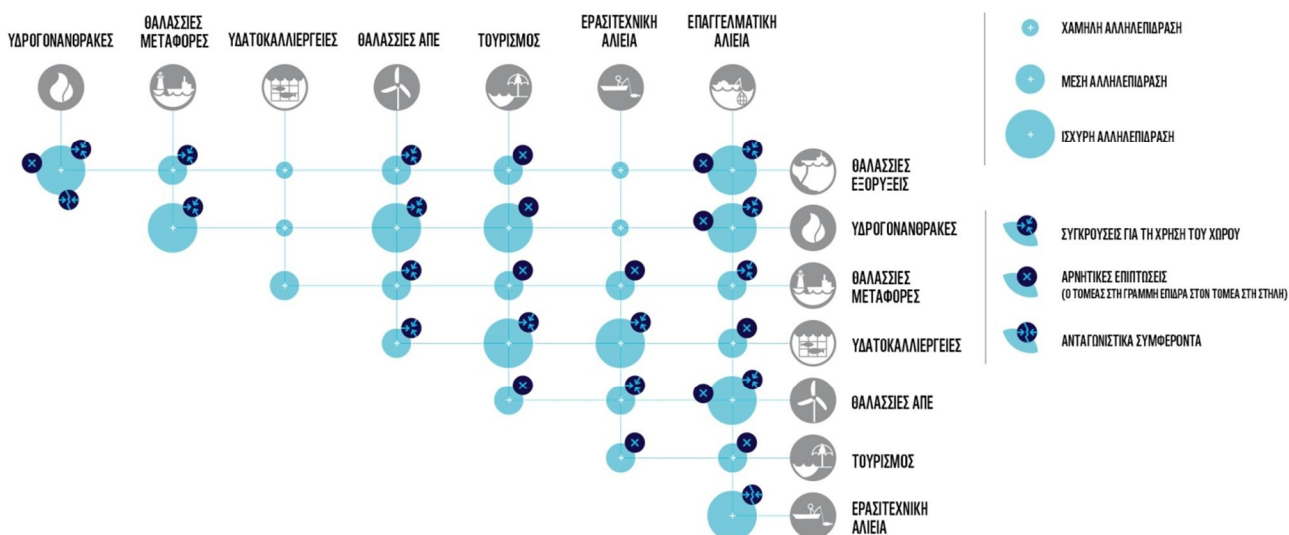 ΥΔΡΟΓΟΝΑΝΘΡΑΚΕΣ
ΘΑΛΑΣΣΙΕΣ
ΜΕΤΑΦΟΡΕΣ
ΥΔΑΤΟΚΑΛΛΙΕΡΓΕΙΕΣ
ΘΑΛΑΣΣΙΕΣ ΑΠΕ
ΤΟΥΡΙΣΜΟΣ
ΕΡΑΣΙΤΕΧΝΙΚΗ
ΑΛΙΕΙΑ
ΕΠΑΓΓΕΛΜΑΤΙΚΗ
ΑΛΙΕΙΑ
ΘΑΛΑΣΣΙΕΣ
ΕΞΟΡΥΞΕΙΣ
ΥΔΡΟΓΟΝΑΝΘΡΑΚΕΣ
ΘΑΛΑΣΣΙΕΣ
ΜΕΤΑΦΟΡΕΣ
ΥΔΑΤΟΚΑΛΛΙΕΡΓΕΙΕΣ
ΘΑΛΑΣΣΙΕΣ ΑΠΕ
ΤΟΥΡΙΣΜΟΣ
ΕΡΑΣΙΤΕΧΝΙΚΗ
ΑΛΙΕΙΑ
ΧΑΜΗΛΗ ΑΛΛΗΛΕΠΙΔΡΑΣΗ
ΜΕΣΗ ΑΛΛΗΛΕΠΙΔΡΑΣΗ
ΙΣΧΥΡΗ ΑΛΛΗΛΕΠΙΔΡΑΣΗ
ΣΥΓΚΡΟΥΣΕΙΣ ΓΙΑ ΤΗ ΧΡΗΣΗ ΤΟΥ ΧΩΡΟΥ
ΑΡΝΗΤΙΚΕΣ ΕΠΙΠΤΩΣΕΙΣ
(Ο ΤΟΜΕΑΣ ΣΤΗ ΓΡΑΜΜΗ ΕΠΙΔΡΑ ΣΤΟΝ ΤΟΜΕΑ ΣΤΗ ΣΤΗΛΗ)
ΑΝΤΑΓΩΝΙΣΤΙΚΑ ΣΥΜΦΕΡΟΝΤΑ